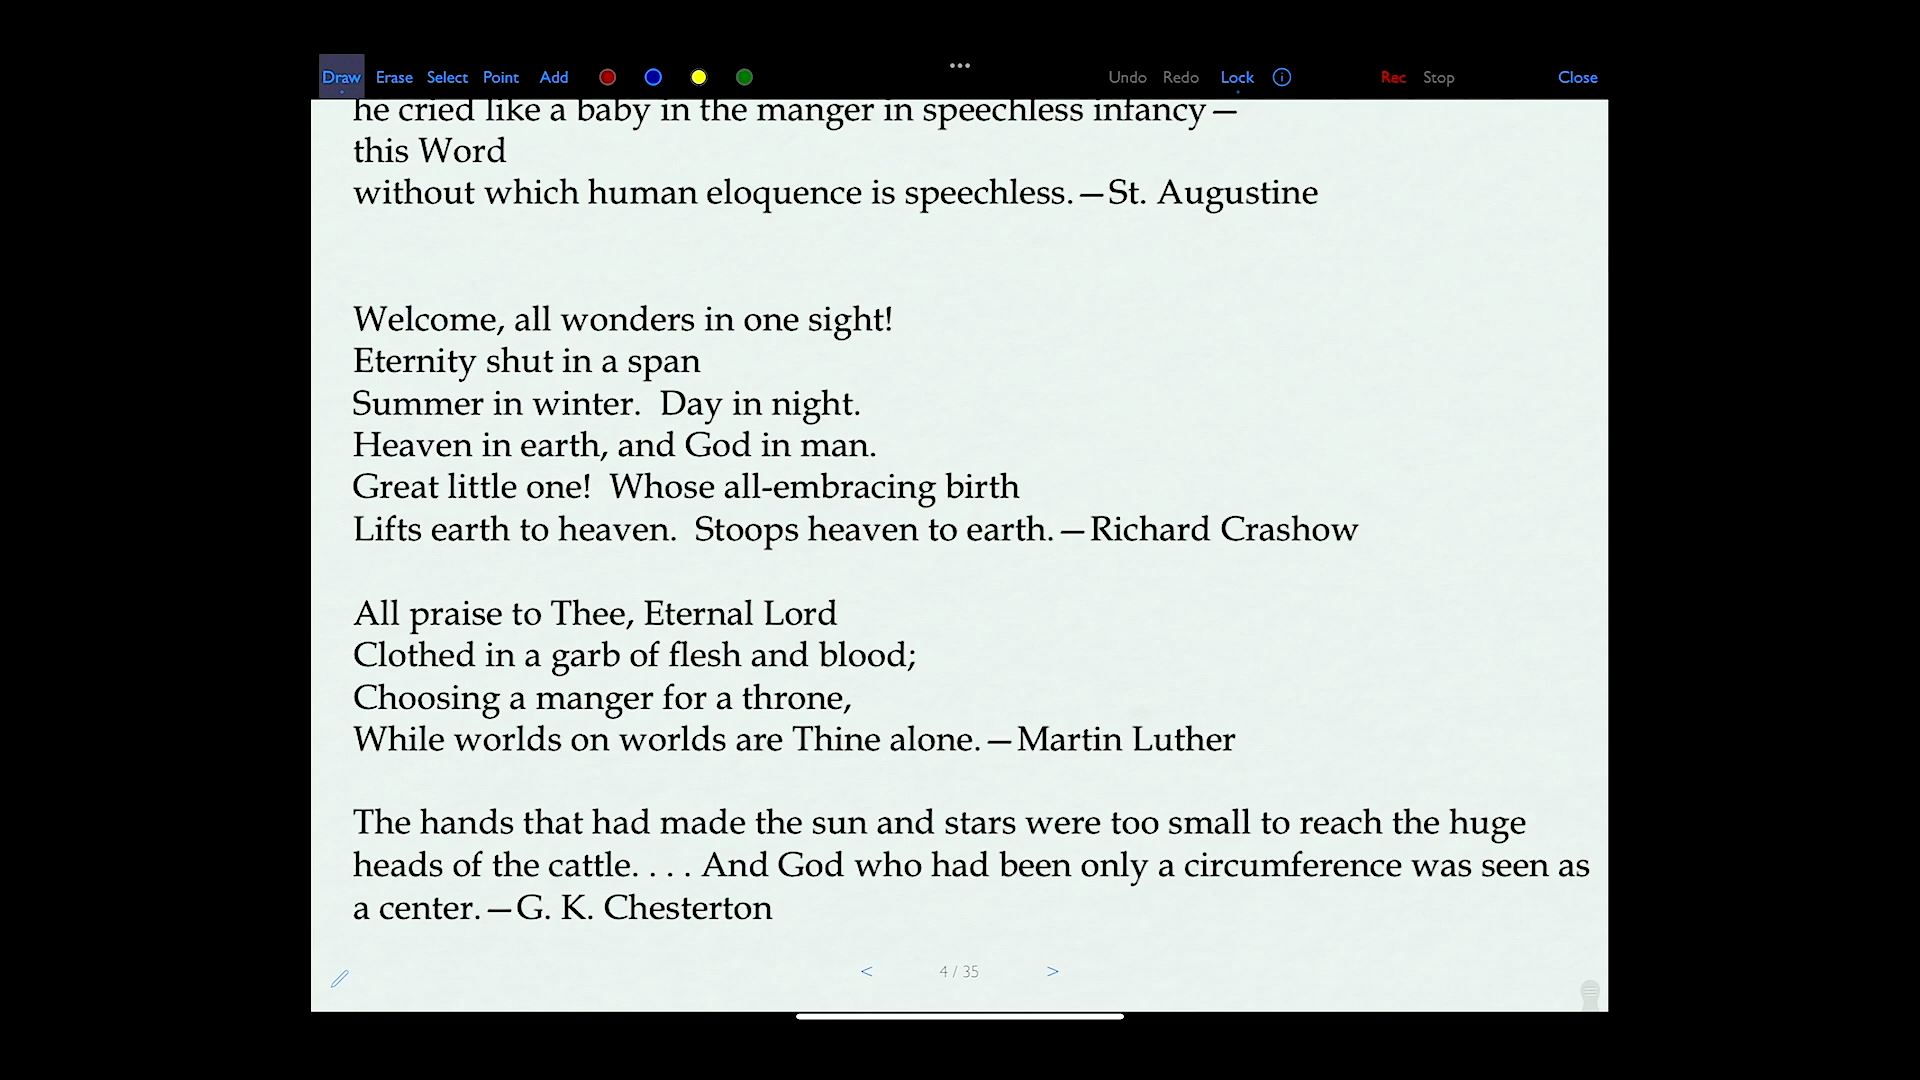 Draw Erase Select Point Add ... Undo Redo Lock i Rec Stop Close
he cried like a baby in the manger in speechless infancy—
this Word
without which human eloquence is speechless.—St. Augustine
Welcome, all wonders in one sight!
Eternity shut in a span
Summer in winter.  Day in night.
Heaven in earth, and God in man.
Great little one!  Whose all-embracing birth
Lifts earth to heaven.  Stoops heaven to earth.—Richard Crashow
All praise to Thee, Eternal Lord
Clothed in a garb of flesh and blood;
Choosing a manger for a throne,
While worlds on worlds are Thine alone.—Martin Luther
The hands that had made the sun and stars were too small to reach the huge
heads of the cattle. . . . And God who had been only a circumference was seen as
a center.—G. K. Chesterton
< 4 / 35 >